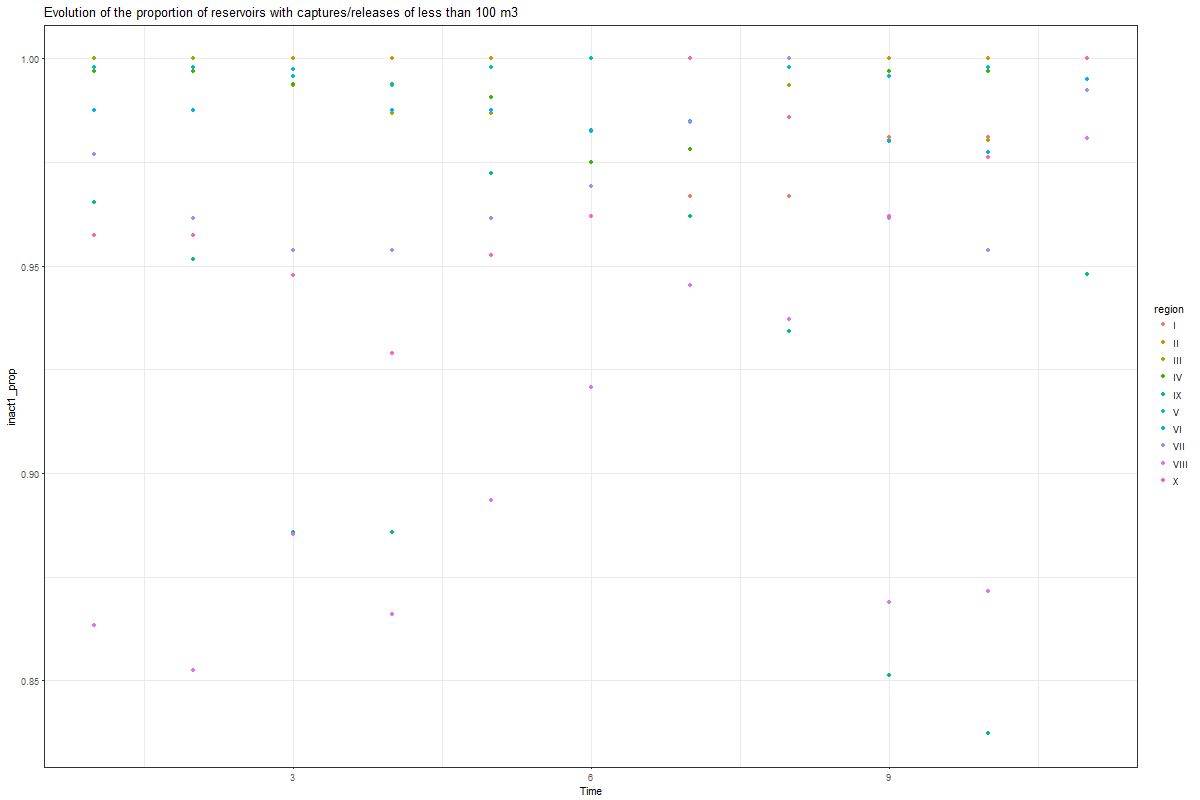 Evolution of the proportion of reservoirs with captures/releases of less than 100 m3
1.00
0.95
0.90
0.85
inact1_prop
3
6
9
Time
region
I
II
III
IV
IX
V
VI
VII
VIII
X